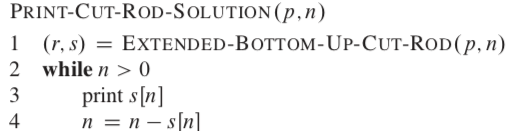 PRINT-CUT-ROD-SOLUTION(p, n)
1 (r, s) = EXTENDED-BOTTOM-UP-CUT-ROD(p, n)
2 while n > 0
3 print s[n]
4 n = n − s[n]